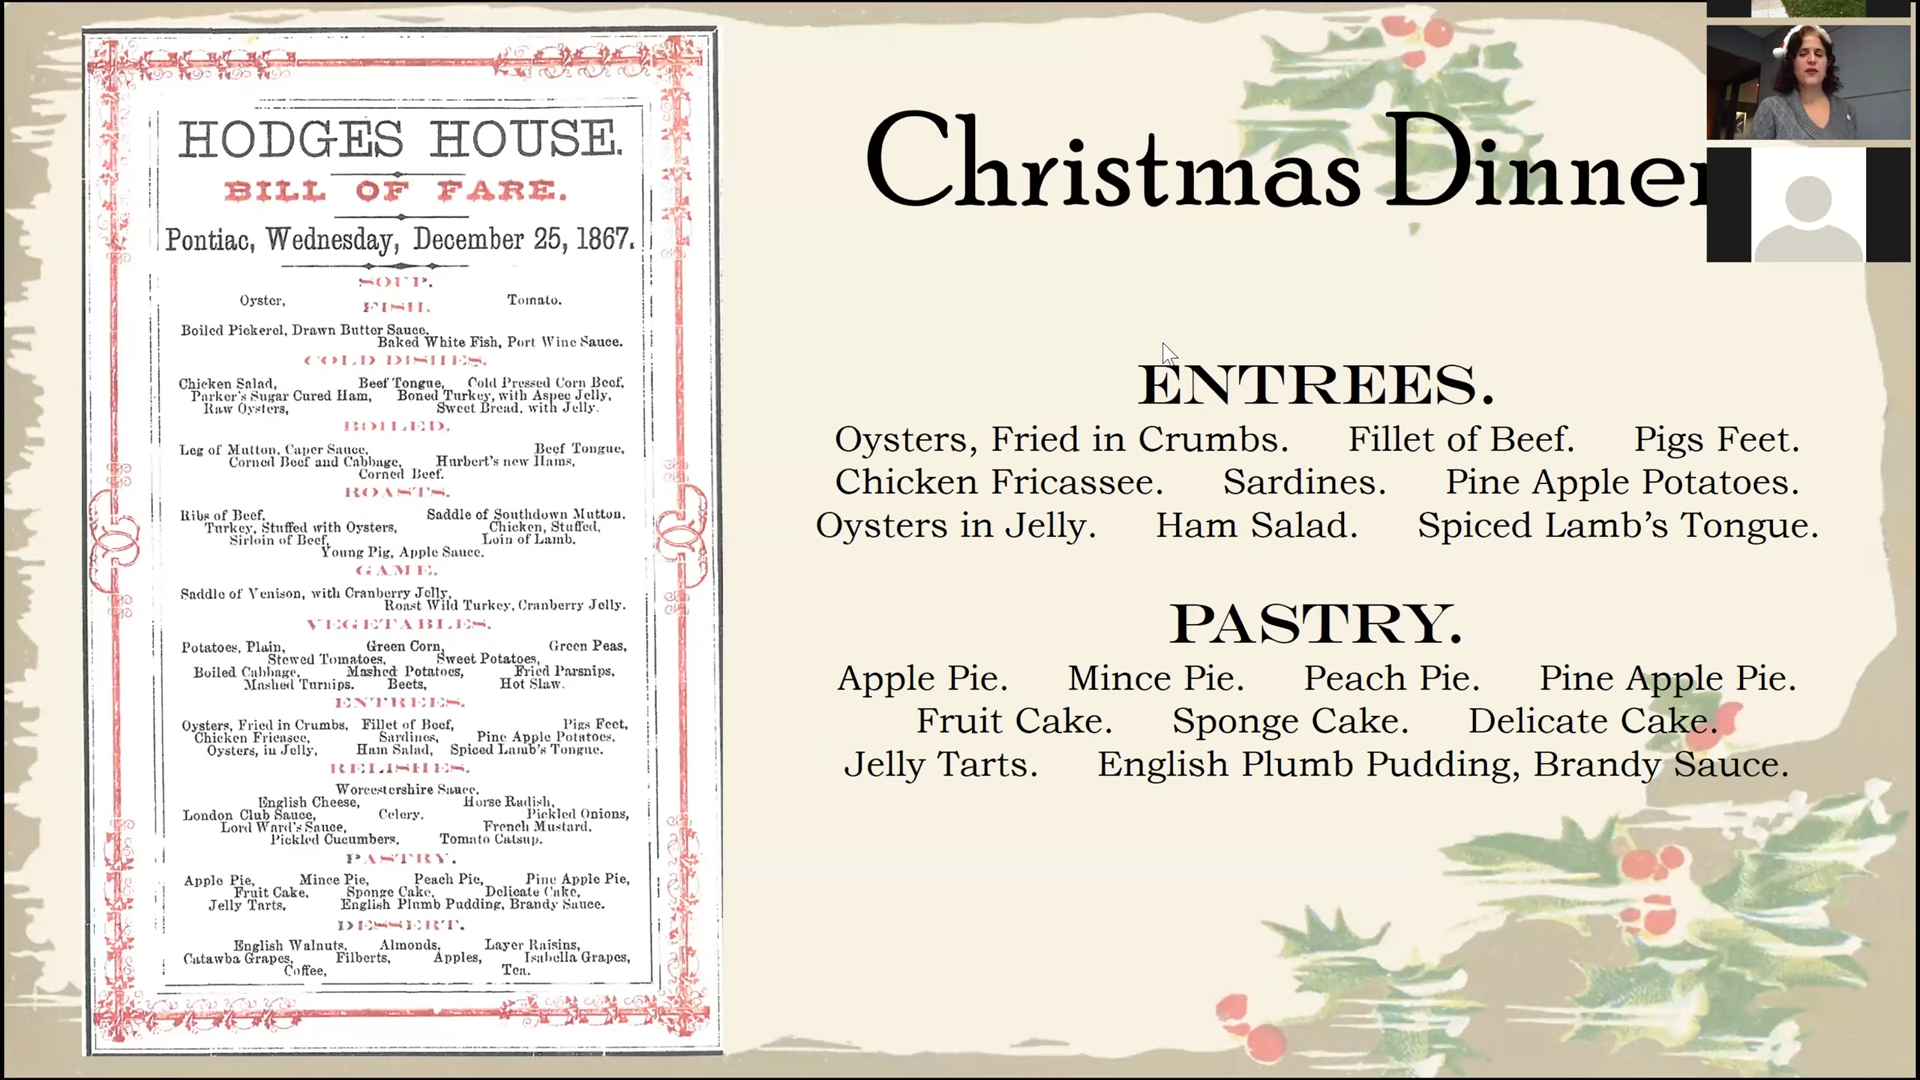 HODGES HOUSE.
BILL OF FARE.
Pontiac, Wednesday, December 25, 1867.
SOUP.
Oyster, Tomato.
FISH.
Boiled Pickerel, Drawn Butter Sauce,
Baked White Fish, Port Wine Sauce.
COLD DISHES.
Chicken Salad, Beef Tongue, Cold Pressed Corn Beef,
Parker's Sugar Cured Ham, Boned Turkey, with Aspec Jelly,
Raw Oysters, Sweet Bread, with Jelly.
BOILED.
Leg of Mutton, Caper Sauce, Beef Tongue,
Corned Beef and Cabbage, Hurbert's new Hams,
Corned Beef.
ROASTS.
Ribs of Beef, Saddle of Southdown Mutton,
Turkey, Stuffed with Oysters, Chicken, Stuffed,
Sirloin of Beef, Loin of Lamb.
Young Pig, Apple Sauce.
GAME.
Saddle of Venison, with Cranberry Jelly,
Roast Wild Turkey, Cranberry Jelly.
VEGETABLES.
Potatoes, Plain, Green Corn, Green Peas,
Stewed Tomatoes, Sweet Potatoes,
Boiled Cabbage, Mashed Potatoes, Fried Parsnips,
Mashed Turnips. Beets, Hot Slaw.
ENTREES.
Oysters, Fried in Crumbs, Fillet of Beef, Pigs Feet,
Chicken Fricasee, Sardines, Pine Apple Potatoes,
Oysters, in Jelly, Ham Salad, Spiced Lamb's Tongue.
RELISHES.
Worcestershire Sauce,
English Cheese, Horse Radish,
London Club Sauce, Celery, Pickled Onions,
Lord Ward's Sauce, French Mustard,
Pickled Cucumbers, Tomato Catsup.
PASTRY.
Apple Pie, Mince Pie, Peach Pie, Pine Apple Pie,
Fruit Cake, Sponge Cake, Delicate Cake,
Jelly Tarts, English Plumb Pudding, Brandy Sauce.
DESSERT.
English Walnuts, Almonds, Layer Raisins,
Catawba Grapes, Filberts, Apples, Isabella Grapes,
Coffee, Tea.
Christmas Dinner
ENTREES.
Oysters, Fried in Crumbs. Fillet of Beef. Pigs Feet.
Chicken Fricassee. Sardines. Pine Apple Potatoes.
Oysters in Jelly. Ham Salad. Spiced Lamb's Tongue.
PASTRY.
Apple Pie. Mince Pie. Peach Pie. Pine Apple Pie.
Fruit Cake. Sponge Cake. Delicate Cake.
Jelly Tarts. English Plumb Pudding, Brandy Sauce.